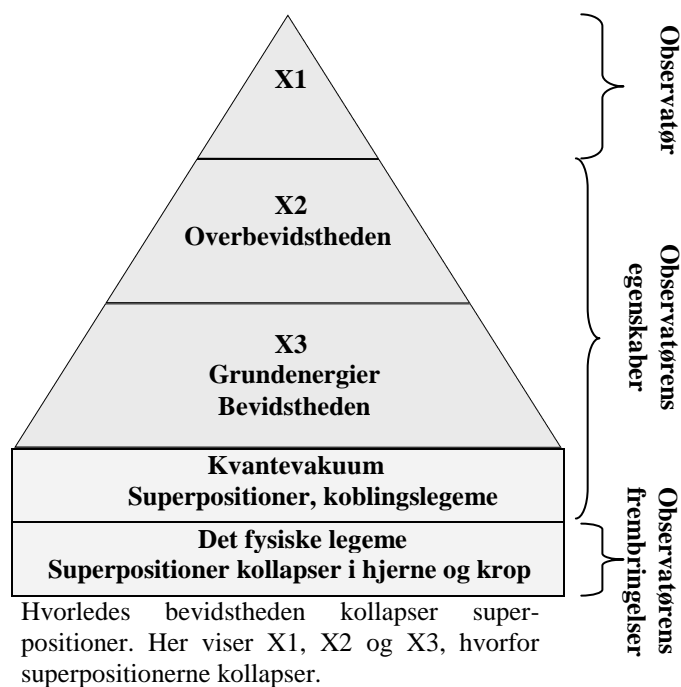 X1
X2
Overbevidstheden
X3
Grundenergier
Bevidstheden
Kvantevakuum
Superpositioner, koblingslegeme
Det fysiske legeme
Superpositioner kollapser i hjerne og krop
Observatør
Observatørens
egenskaber
Observatørens
frembringelser
Hvorledes bevidstheden kollapser super-
positioner. Her viser X1, X2 og X3, hvorfor
superpositionerne kollapser.